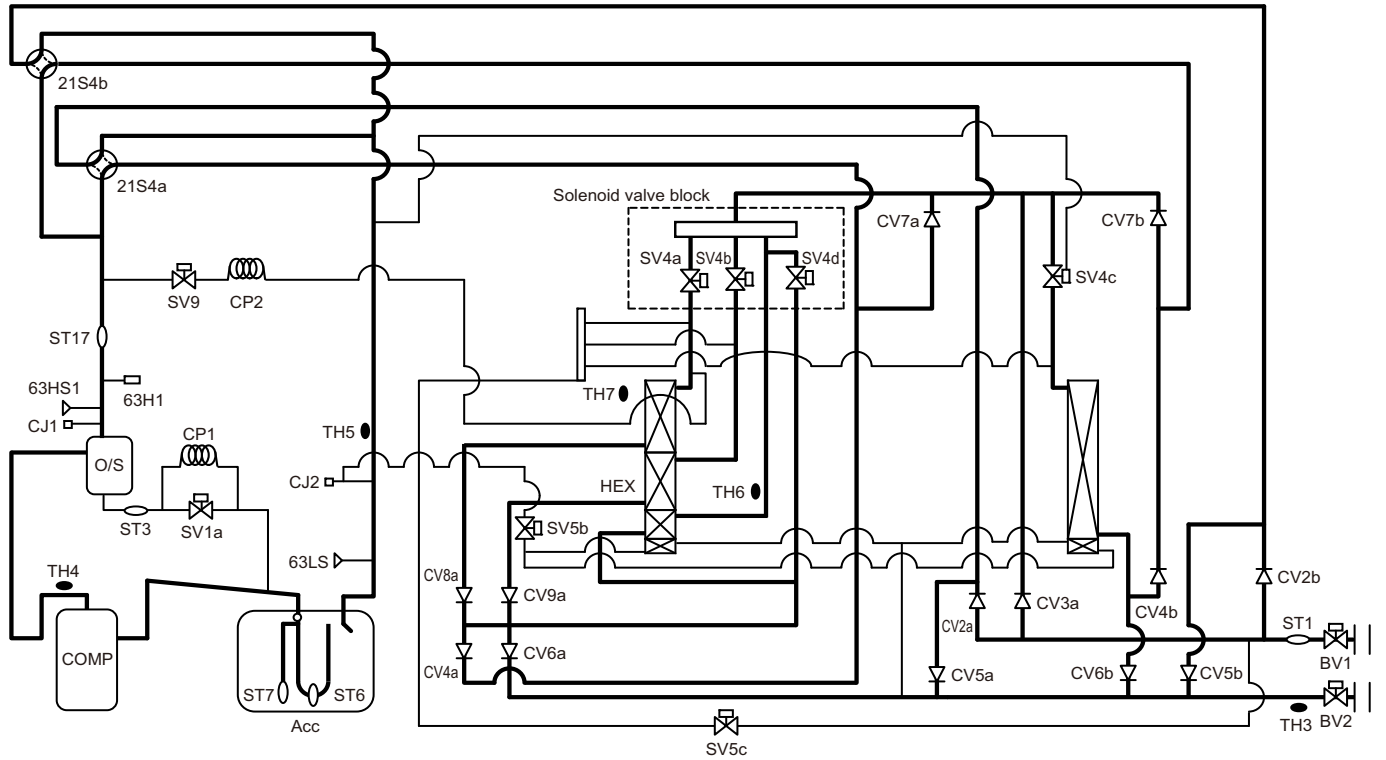 21S4b
21S4a
Solenoid valve block
CV7a
CV7b
SV4a
SV4b
SV4d
SV4c
SV9
CP2
ST17
63HS1
63H1
CJ1
TH7
TH5
CP1
O/S
CJ2
HEX
TH6
ST3
SV1a
SV5b
63LS
TH4
CV8a
CV9a
CV3a
CV2b
CV4b
CV2a
ST1
COMP
CV4a
CV6a
CV5a
CV6b
CV5b
BV1
ST7
ST6
Acc
TH3
BV2
SV5c